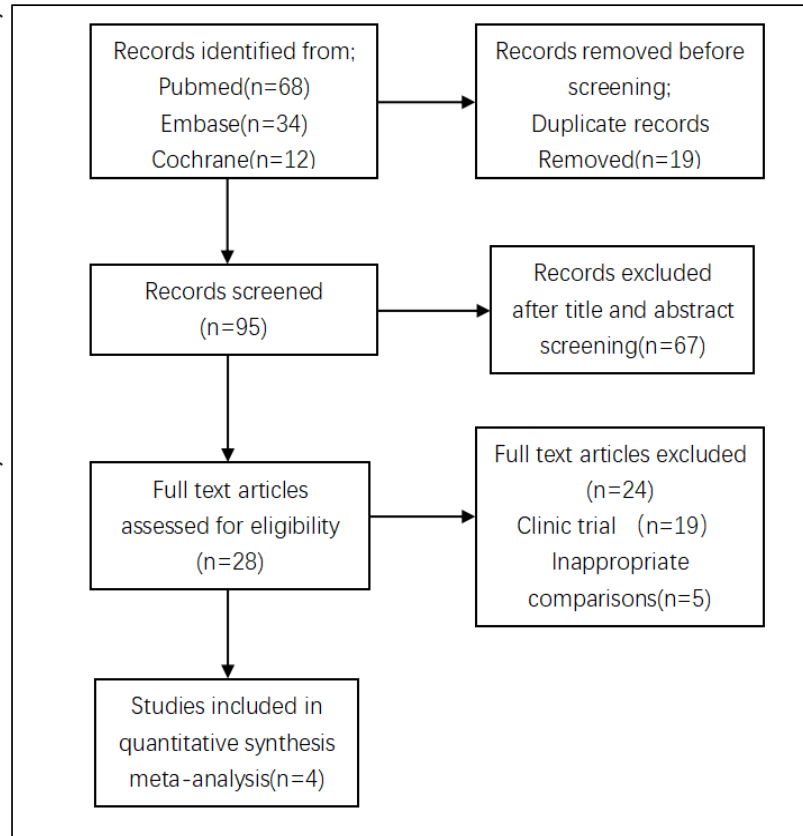 Records identified from;
Pubmed(n=68)
Embase(n=34)
Cochrane(n=12)
Records removed before
screening;
Duplicate records
Removed(n=19)
Records screened
(n=95)
Records excluded
after title and abstract
screening(n=67)
Full text articles
assessed for eligibility
(n=28)
Full text articles excluded
(n=24)
Clinic trial （n=19)
Inappropriate
comparisons(n=5)
Studies included in
quantitative synthesis
meta-analysis(n=4)